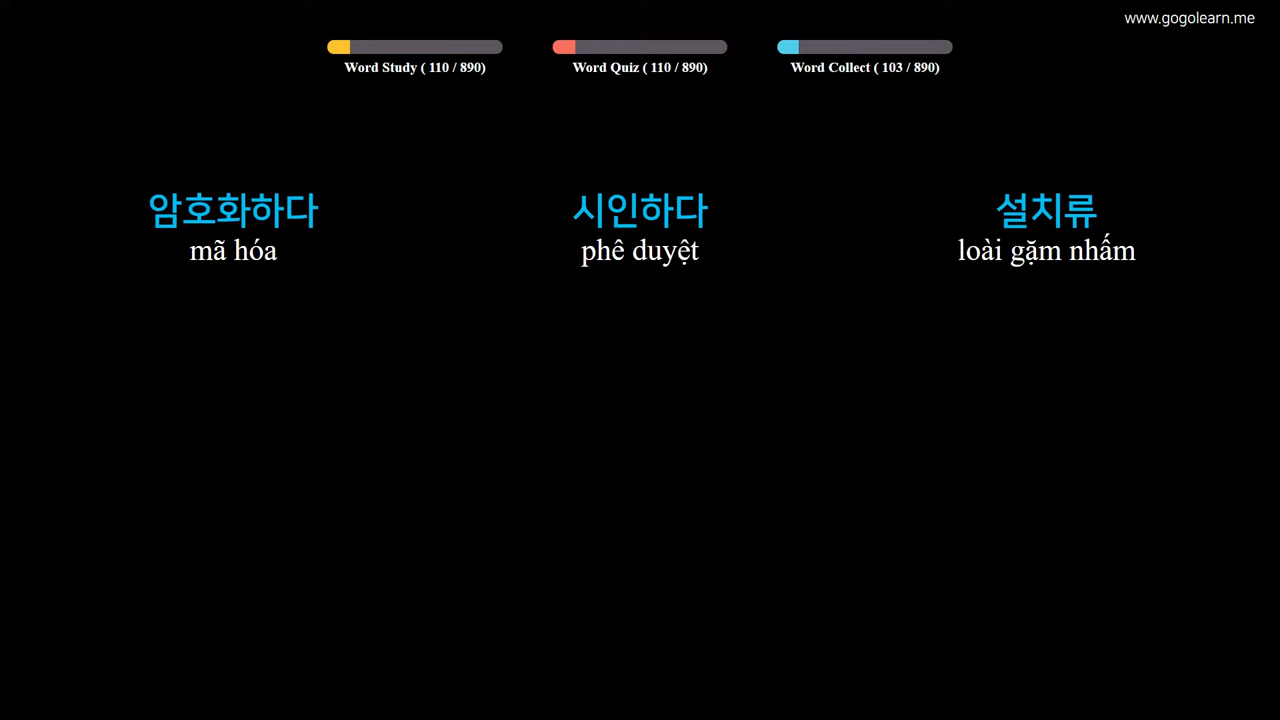 www.gogolearn.me
Word Study ( 110 / 890)
Word Quiz ( 110 / 890)
Word Collect ( 103 / 890)
암호화하다
mã hóa
시인하다
phê duyệt
설치류
loài gặm nhấm